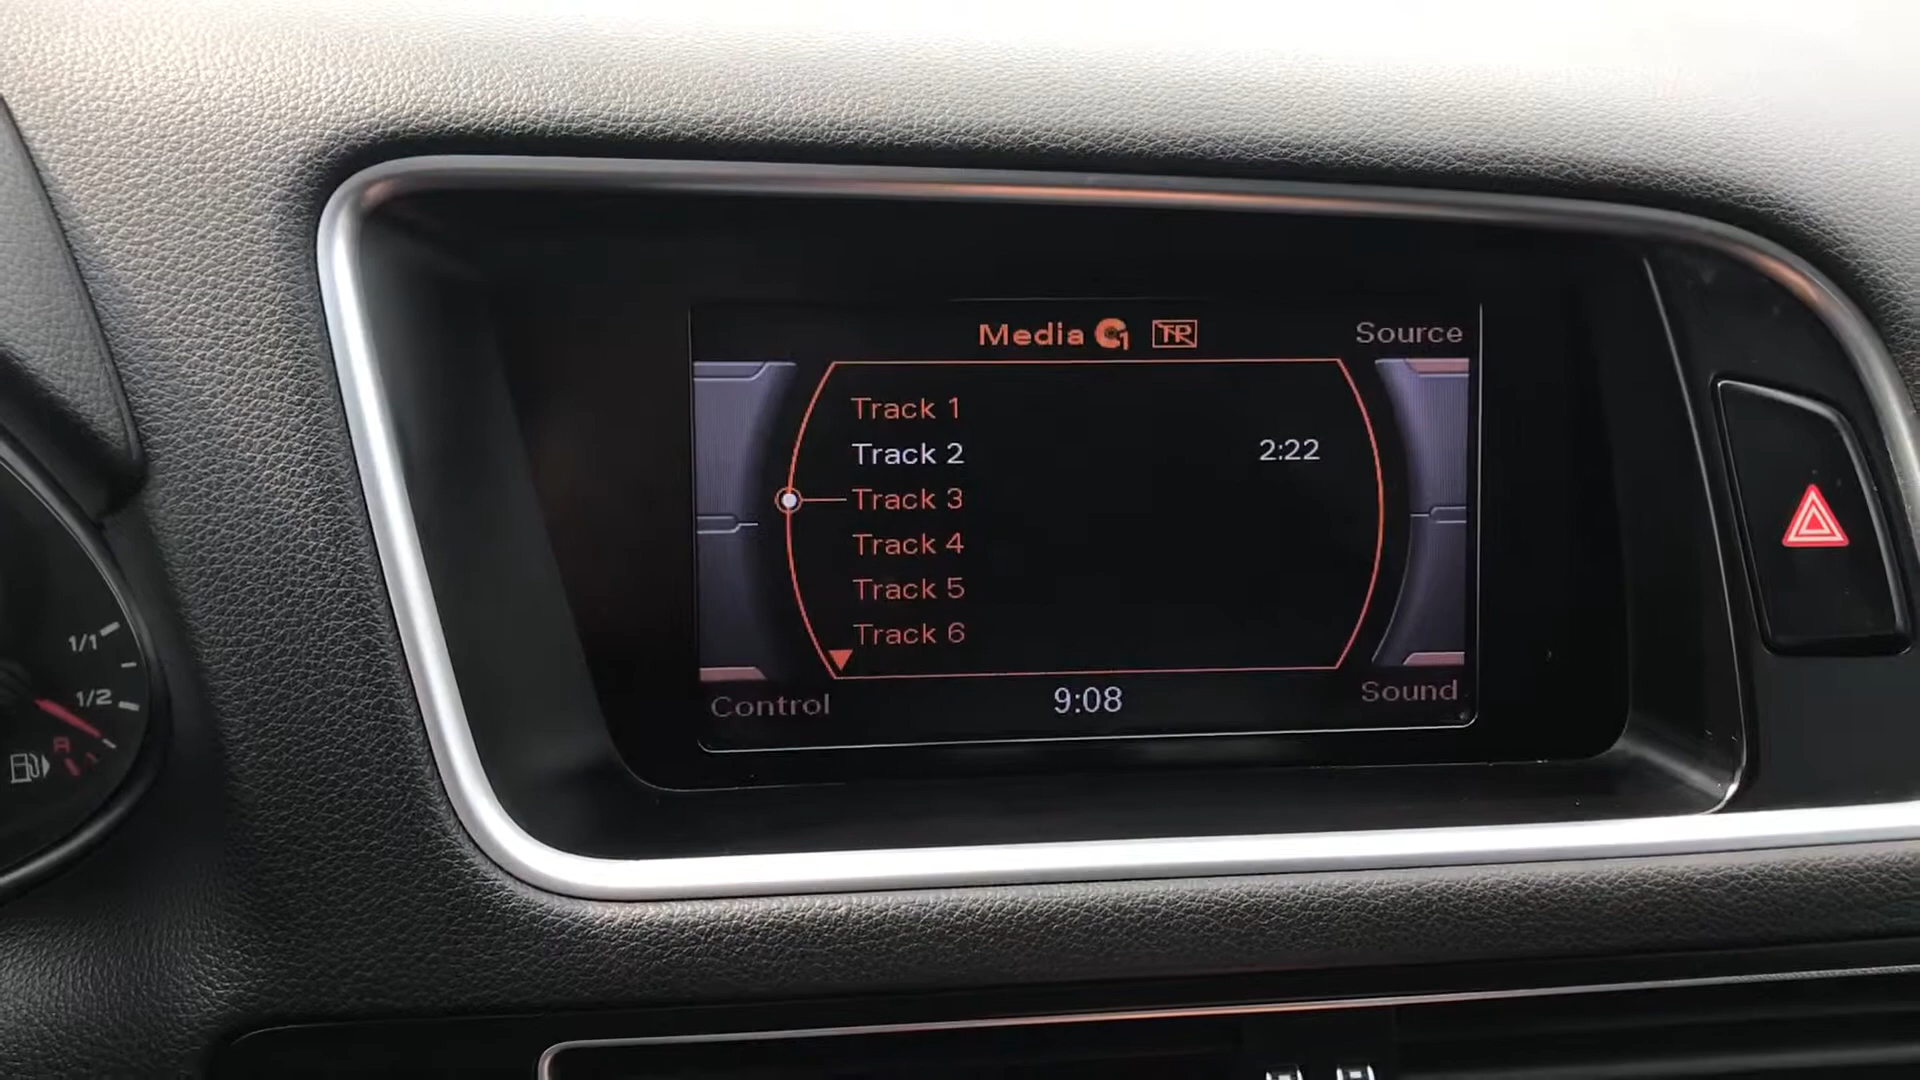 Media 1 TP Source
Track 1
Track 2 2:22
Track 3
Track 4
Track 5
Track 6
Control 9:08 Sound
1/1
1/2
R